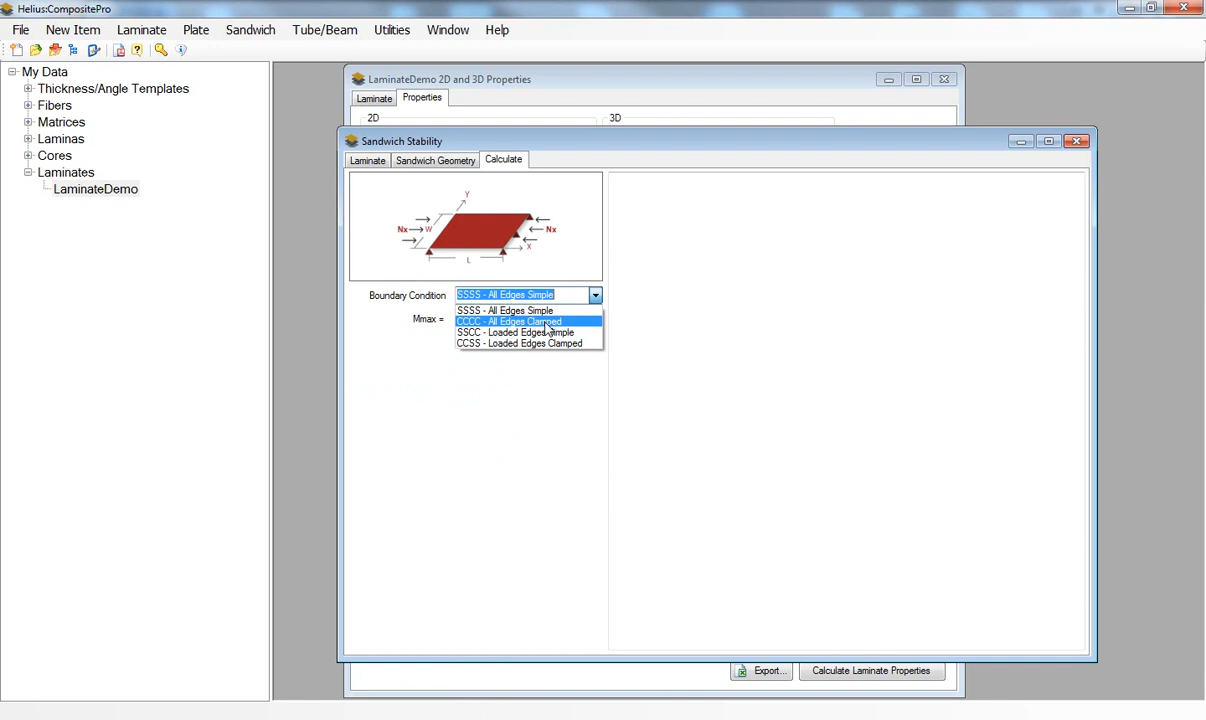 Helius:CompositePro
File New Item Laminate Plate Sandwich Tube/Beam Utilities Window Help
My Data
Thickness/Angle Templates
Fibers
Matrices
Laminas
Cores
Laminates
LaminateDemo
LaminateDemo 2D and 3D Properties
Laminate Properties
2D 3D
Sandwich Stability
Laminate Sandwich Geometry Calculate
Y
Nx W Nx
X
L
Boundary Condition SSSS - All Edges Simple
SSSS - All Edges Simple
Mmax = CCCC - All Edges Clamped
SSCC - Loaded Edges Simple
CCSS - Loaded Edges Clamped
Export... Calculate Laminate Properties